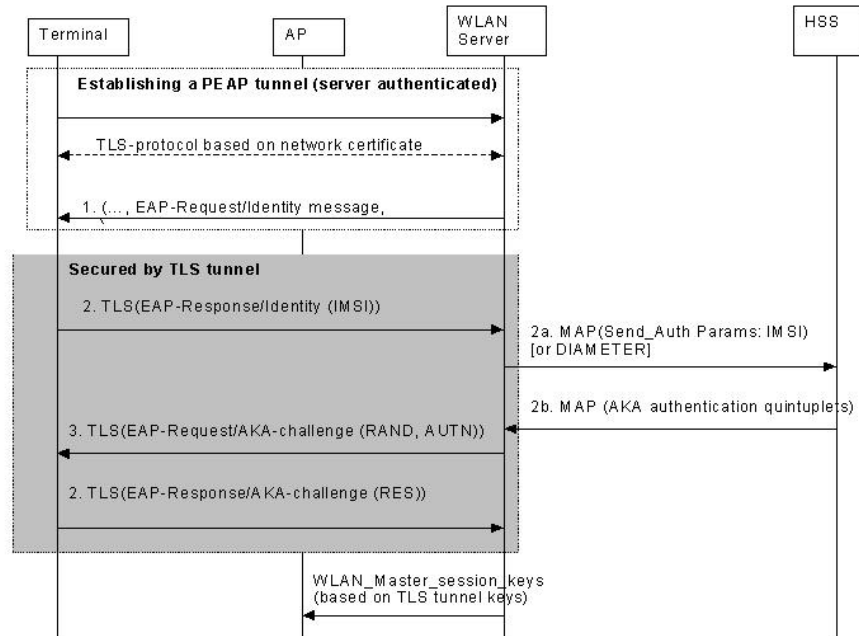 Terminal
AP
WLAN
Server
HSS
Establishing a PEAP tunnel (server authenticated)
TLS-protocol based on network certificate
1. (..., EAP-Request/Identity message,
Secured by TLS tunnel
2. TLS(EAP-Response/Identity (IMSI))
2a. MAP(Send_Auth Params: IMSI)
[or DIAMETER]
2b. MAP (AKA authentication quintuplets)
3. TLS(EAP-Request/AKA-challenge (RAND, AUTN))
2. TLS(EAP-Response/AKA-challenge (RES))
WLAN_Master_session_keys
(based on TLS tunnel keys)